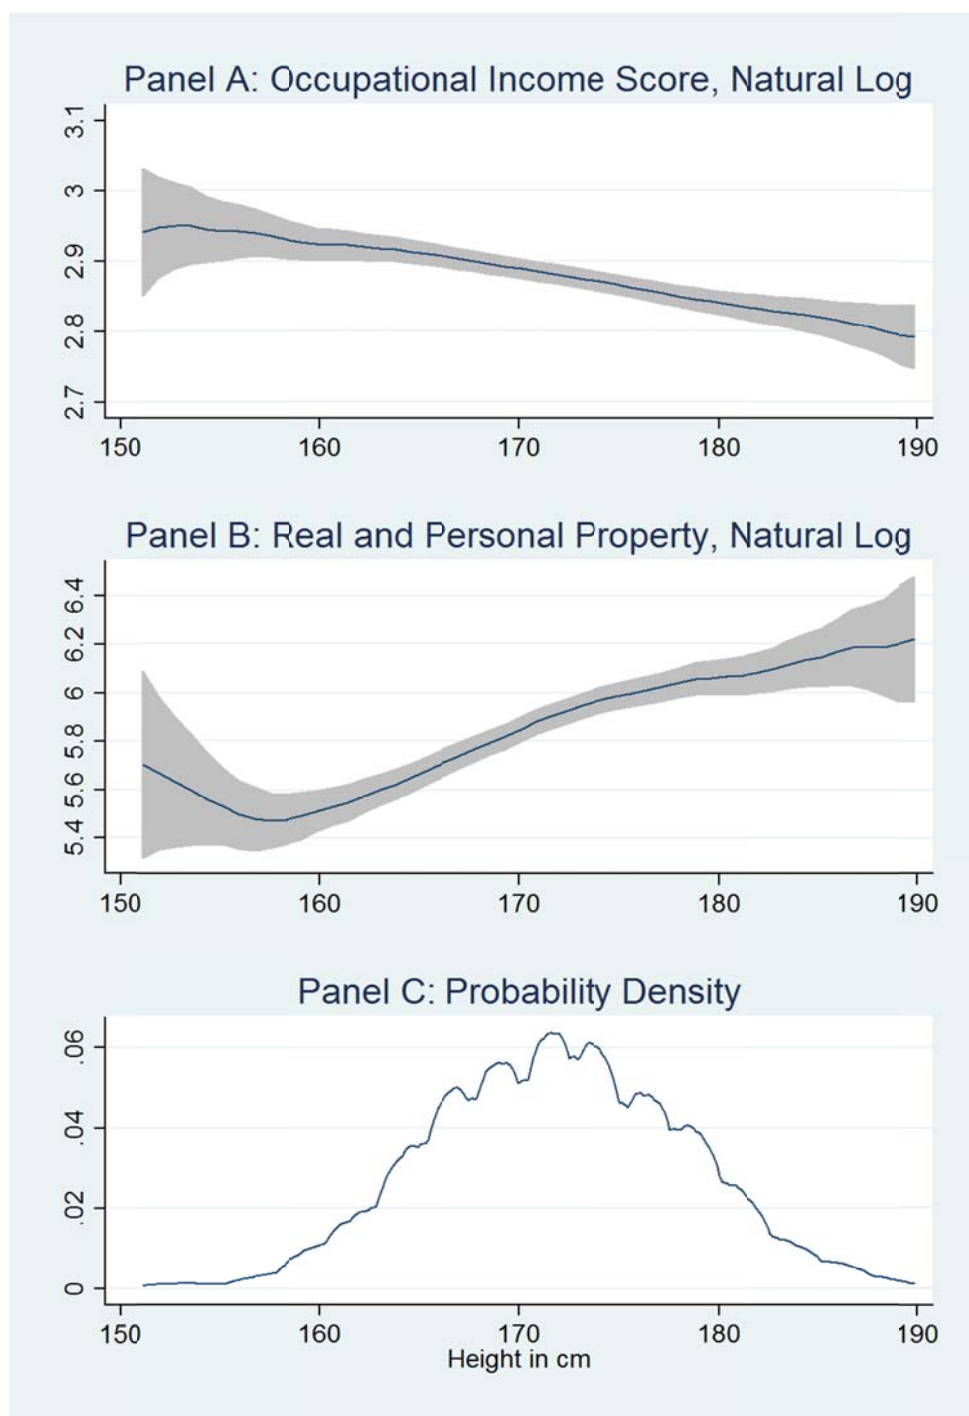 Panel A: Occupational Income Score, Natural Log
3.1
3
2.9
2.8
2.7
150 160 170 180 190
Panel B: Real and Personal Property, Natural Log
6.4
6.2
6
5.8
5.6
5.4
150 160 170 180 190
Panel C: Probability Density
.06
.04
.02
0
150 160 170 180 190
Height in cm